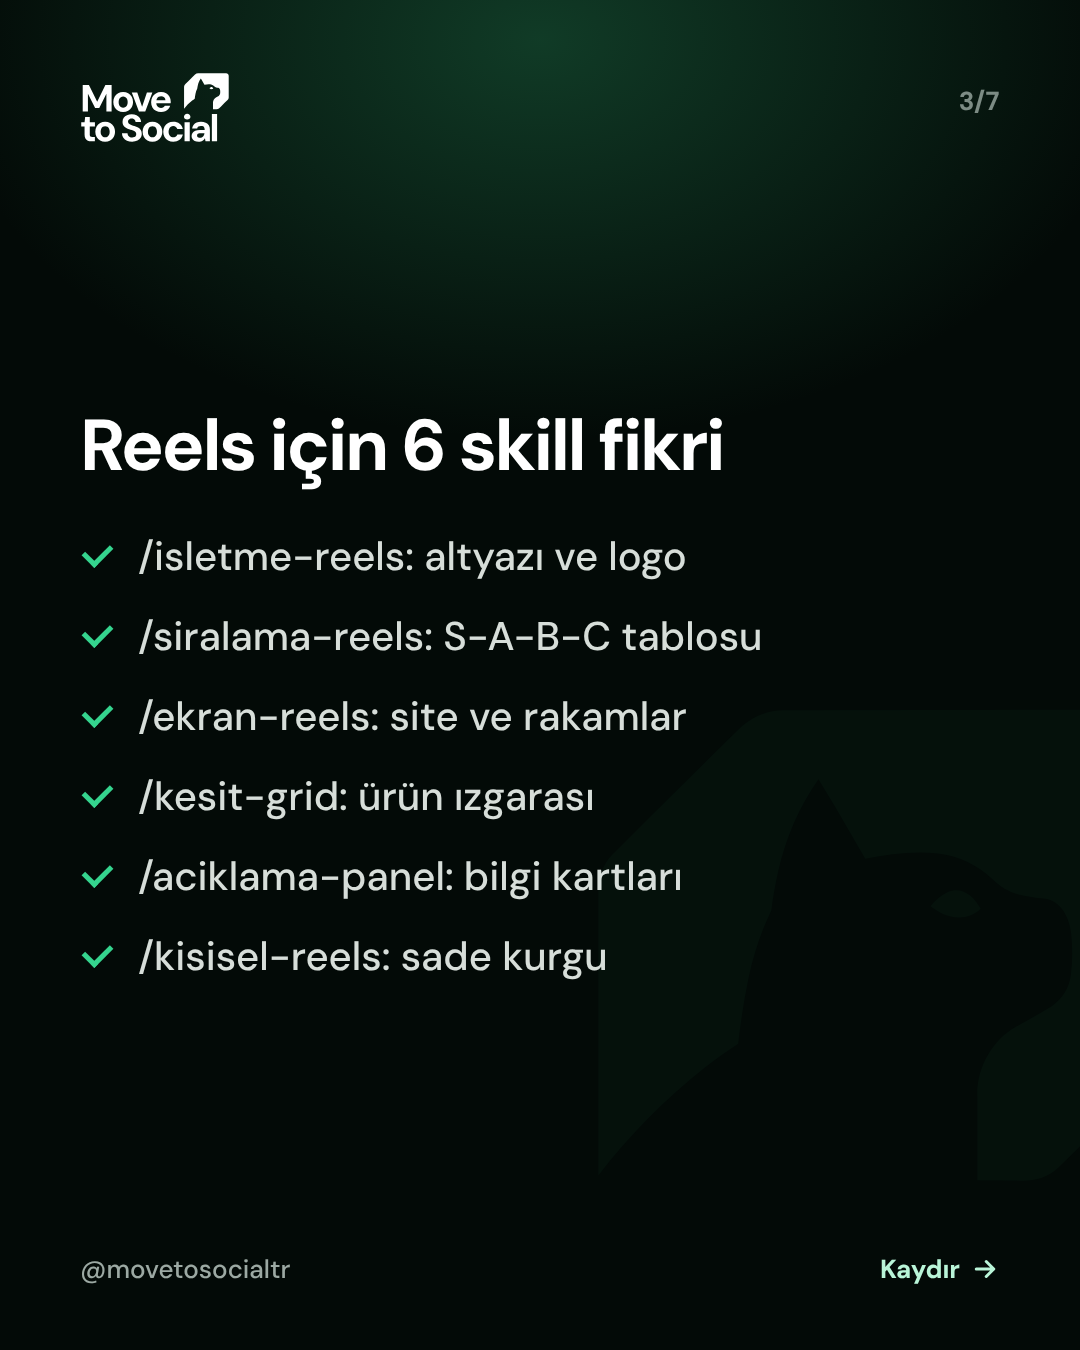 Move
to Social
3/7
Reels için 6 skill fikri
/isletme-reels: altyazı ve logo
/siralama-reels: S-A-B-C tablosu
/ekran-reels: site ve rakamlar
/kesit-grid: ürün ızgarası
/aciklama-panel: bilgi kartları
/kisisel-reels: sade kurgu
@movetosocialtr
Kaydır →